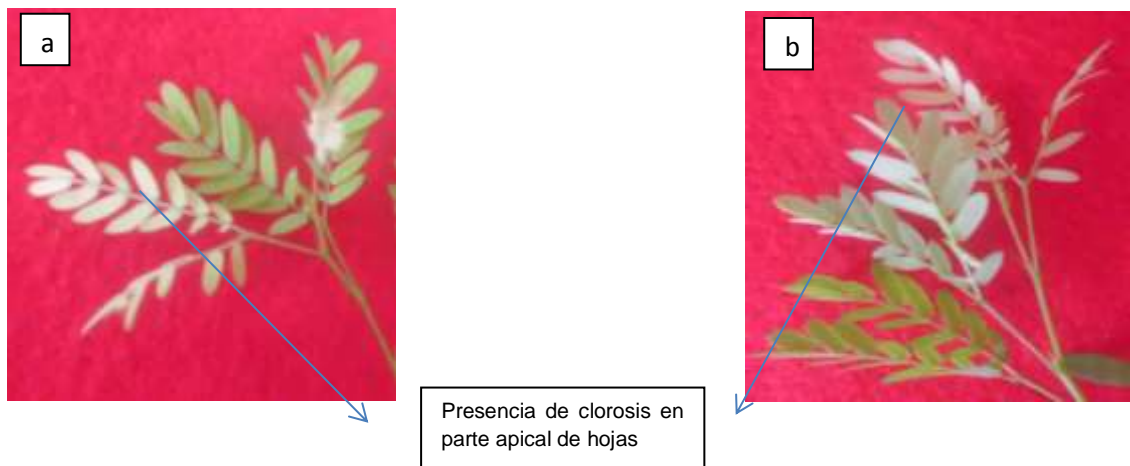 a
b
Presencia de clorosis en
parte apical de hojas